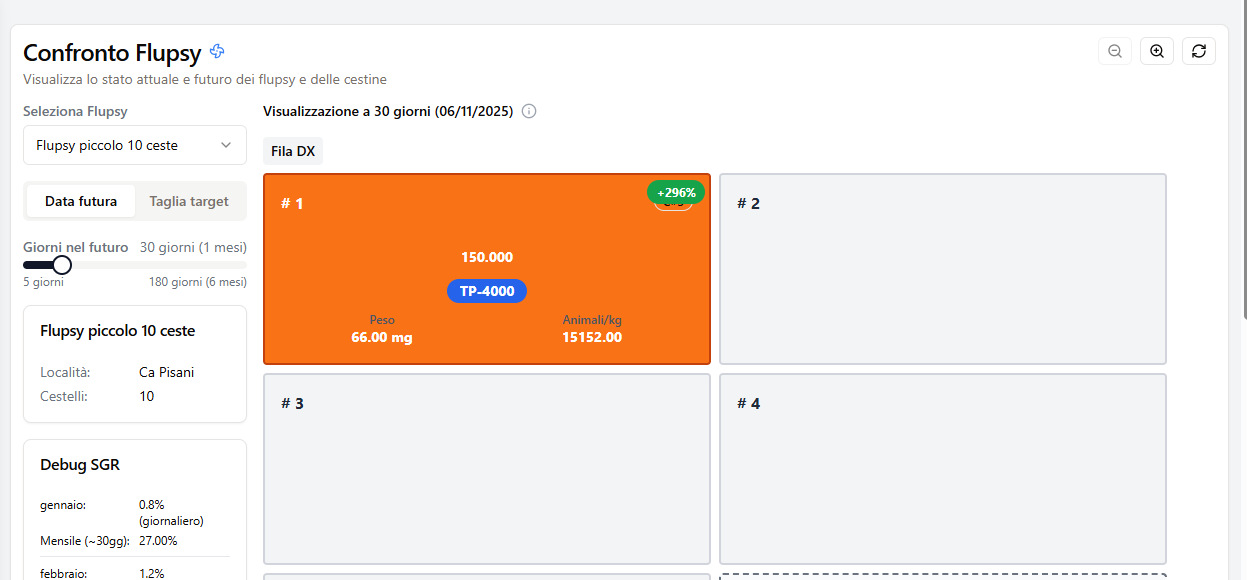 Confronto Flupsy
Visualizza lo stato attuale e futuro dei flupsy e delle cestine
Seleziona Flupsy
Flupsy piccolo 10 ceste
Data futura
Taglia target
Giorni nel futuro
30 giorni (1 mesi)
5 giorni
180 giorni (6 mesi)
Flupsy piccolo 10 ceste
Località:
Ca Pisani
Cestelli:
10
Debug SGR
gennaio:
0.8%
(giornaliero)
Mensile (~30gg):
27.00%
febbraio:
1.2%
Visualizzazione a 30 giorni (06/11/2025)
Fila DX
# 1
+296%
150.000
TP-4000
Peso
66.00 mg
Animali/kg
15152.00
# 2
# 3
# 4